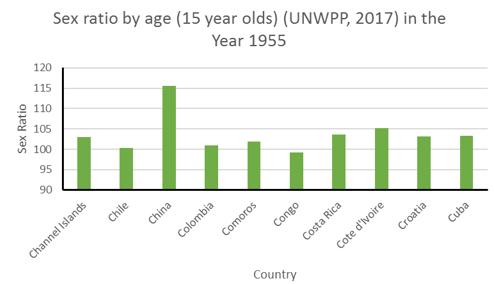 Sex ratio by age (15 year olds) (UNWPP, 2017) in the
Year 1955
120
115
110
105
100
95
90
Sex Ratio
Channel Islands
Chile
China
Colombia
Comoros
Congo
Costa Rica
Cote d'Ivoire
Croatia
Cuba
Country